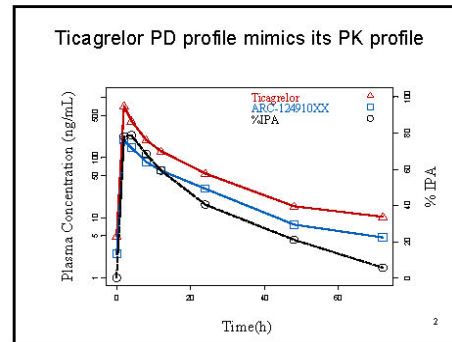 Ticagrelor PD profile mimics its PK profile
Ticagrelor
ARC-124910XX
%IPA
Plasma Concentration (ng/mL)
500
100
50
10
5
1
100
80
60
40
20
0
% IPA
0
20
40
60
Time(h)
2